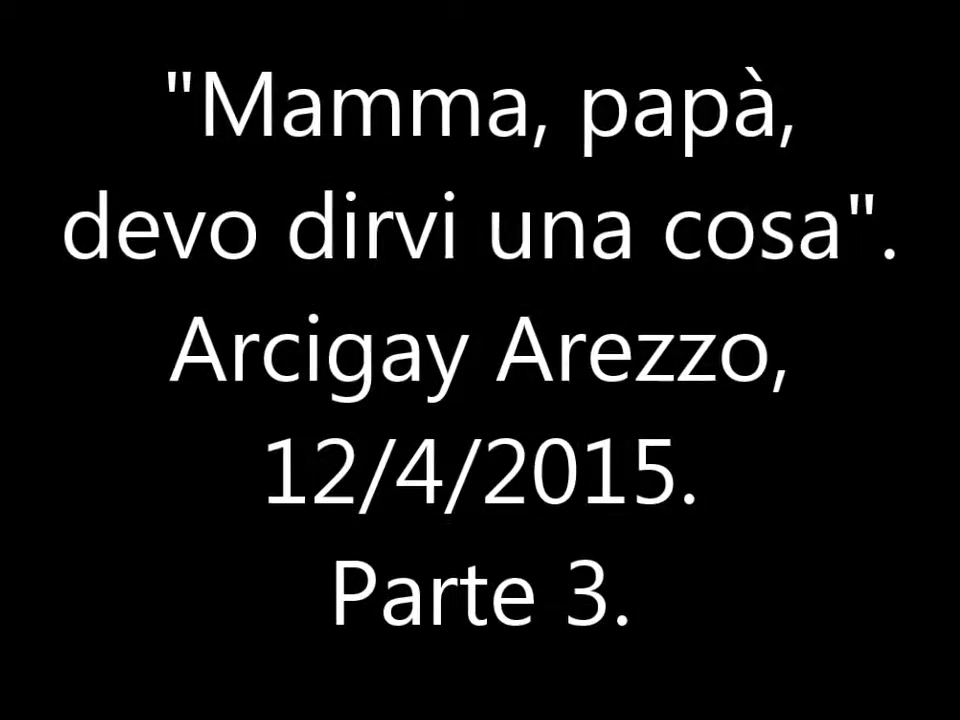 "Mamma, papà,
devo dirvi una cosa".
Arcigay Arezzo,
12/4/2015.
Parte 3.